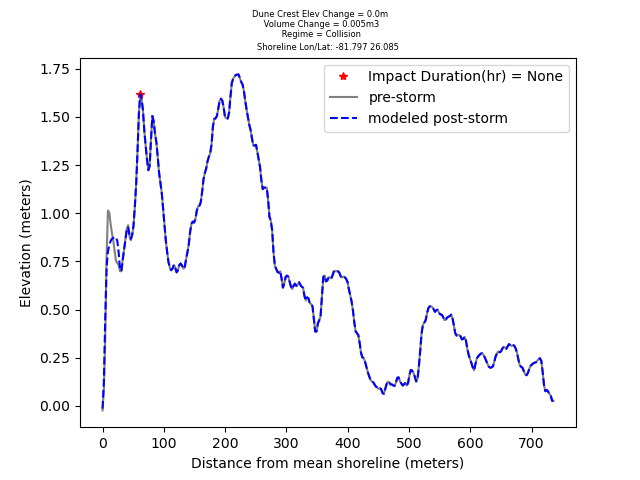 Dune Crest Elev Change = 0.0m
Volume Change = 0.005m3
Regime = Collision
Shoreline Lon/Lat: -81.797 26.085
Impact Duration(hr) = None
pre-storm
modeled post-storm
Elevation (meters)
1.75
1.50
1.25
1.00
0.75
0.50
0.25
0.00
0 100 200 300 400 500 600 700
Distance from mean shoreline (meters)